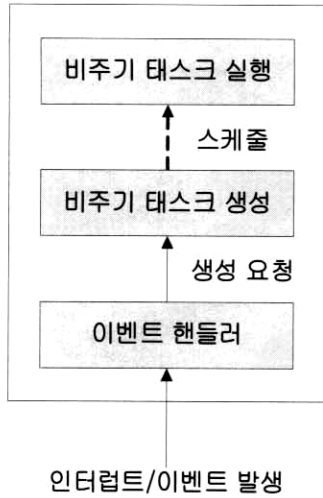 비주기 태스크 실행
스케줄
비주기 태스크 생성
생성 요청
이벤트 핸들러
인터럽트/이벤트 발생